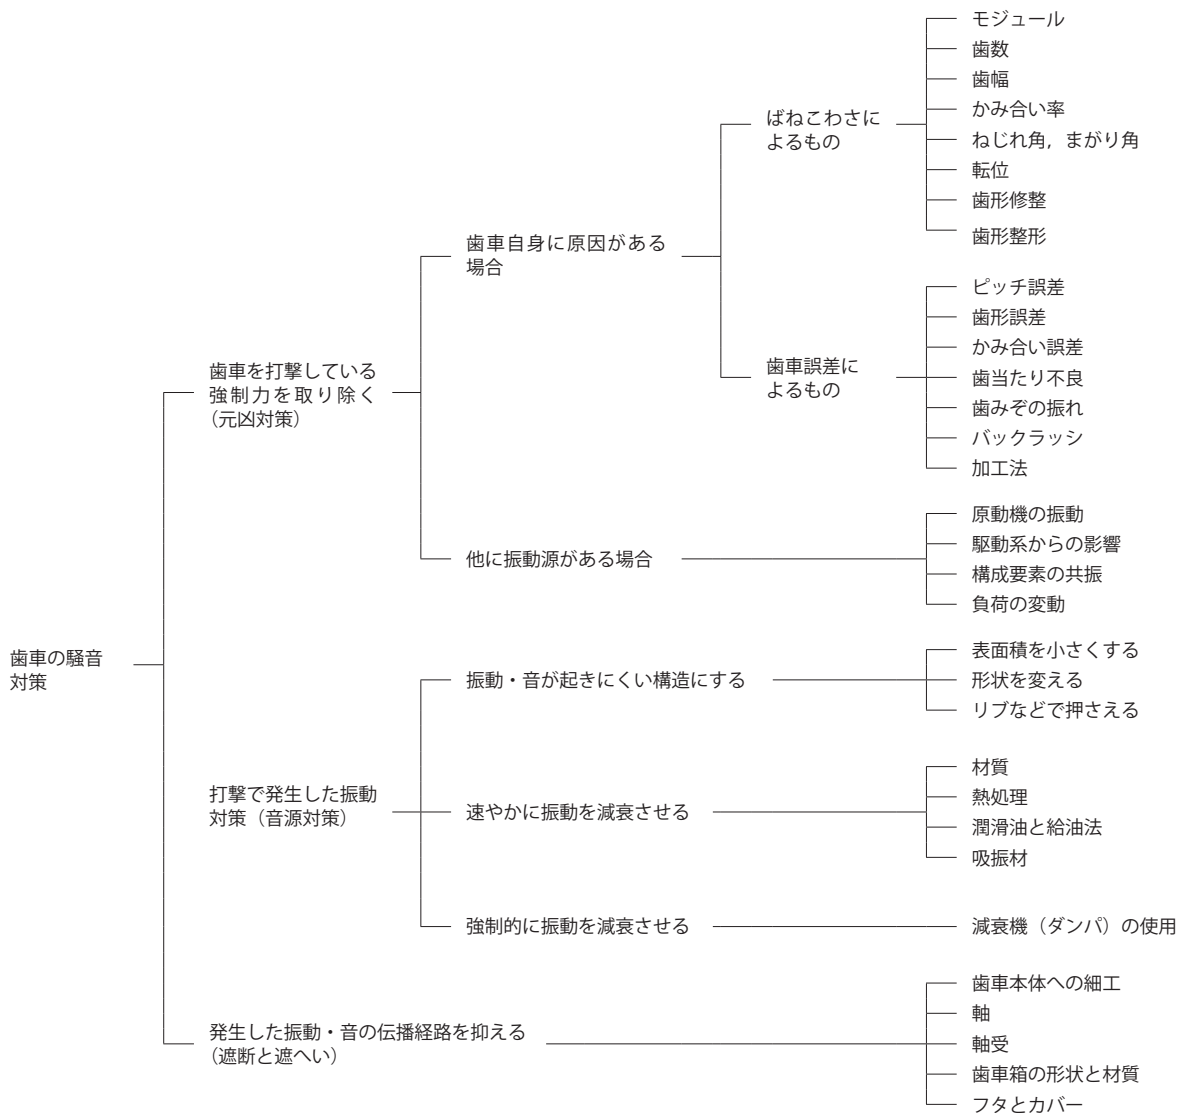 歯車の騒音
対策
歯車を打撃している
強制力を取り除く
（元凶対策）
歯車自身に原因がある
場合
ばねこわさに
よるもの
モジュール
歯数
歯幅
かみ合い率
ねじれ角，まがり角
転位
歯形修整
歯形整形
歯車誤差に
よるもの
ピッチ誤差
歯形誤差
かみ合い誤差
歯当たり不良
歯みぞの振れ
バックラッシ
加工法
他に振動源がある場合
原動機の振動
駆動系からの影響
構成要素の共振
負荷の変動
打撃で発生した振動
対策（音源対策）
振動・音が起きにくい構造にする
表面積を小さくする
形状を変える
リブなどで押さえる
速やかに振動を減衰させる
材質
熱処理
潤滑油と給油法
吸振材
強制的に振動を減衰させる
減衰機（ダンパ）の使用
発生した振動・音の伝播経路を抑える
（遮断と遮へい）
歯車本体への細工
軸
軸受
歯車箱の形状と材質
フタとカバー